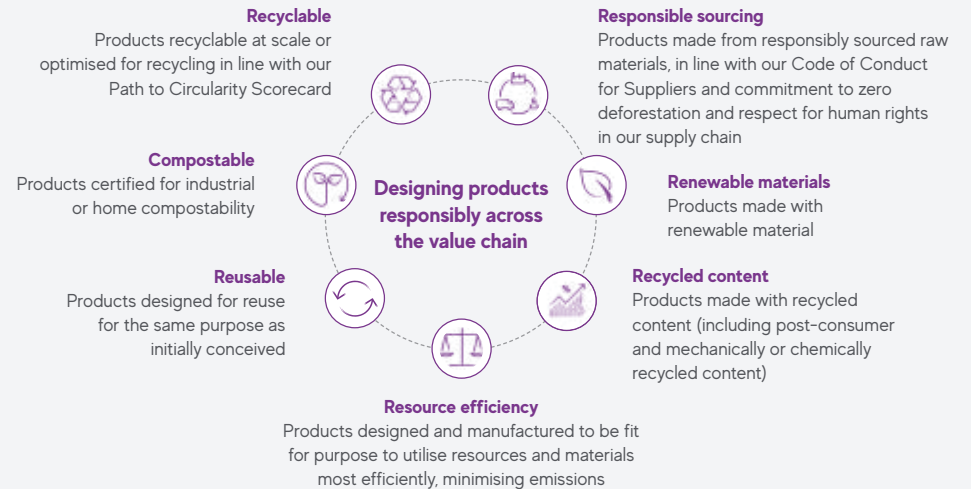 Recyclable
Products recyclable at scale or
optimised for recycling in line with our
Path to Circularity Scorecard
Responsible sourcing
Products made from responsibly sourced raw
materials, in line with our Code of Conduct
for Suppliers and commitment to zero
deforestation and respect for human rights
in our supply chain
Compostable
Products certified for industrial
or home compostability
Designing products
responsibly across
the value chain
Renewable materials
Products made with
renewable material
Reusable
Products designed for reuse
for the same purpose as
initially conceived
Recycled content
Products made with recycled
content (including post-consumer
and mechanically or chemically
recycled content)
Resource efficiency
Products designed and manufactured to be fit
for purpose to utilise resources and materials
most efficiently, minimising emissions